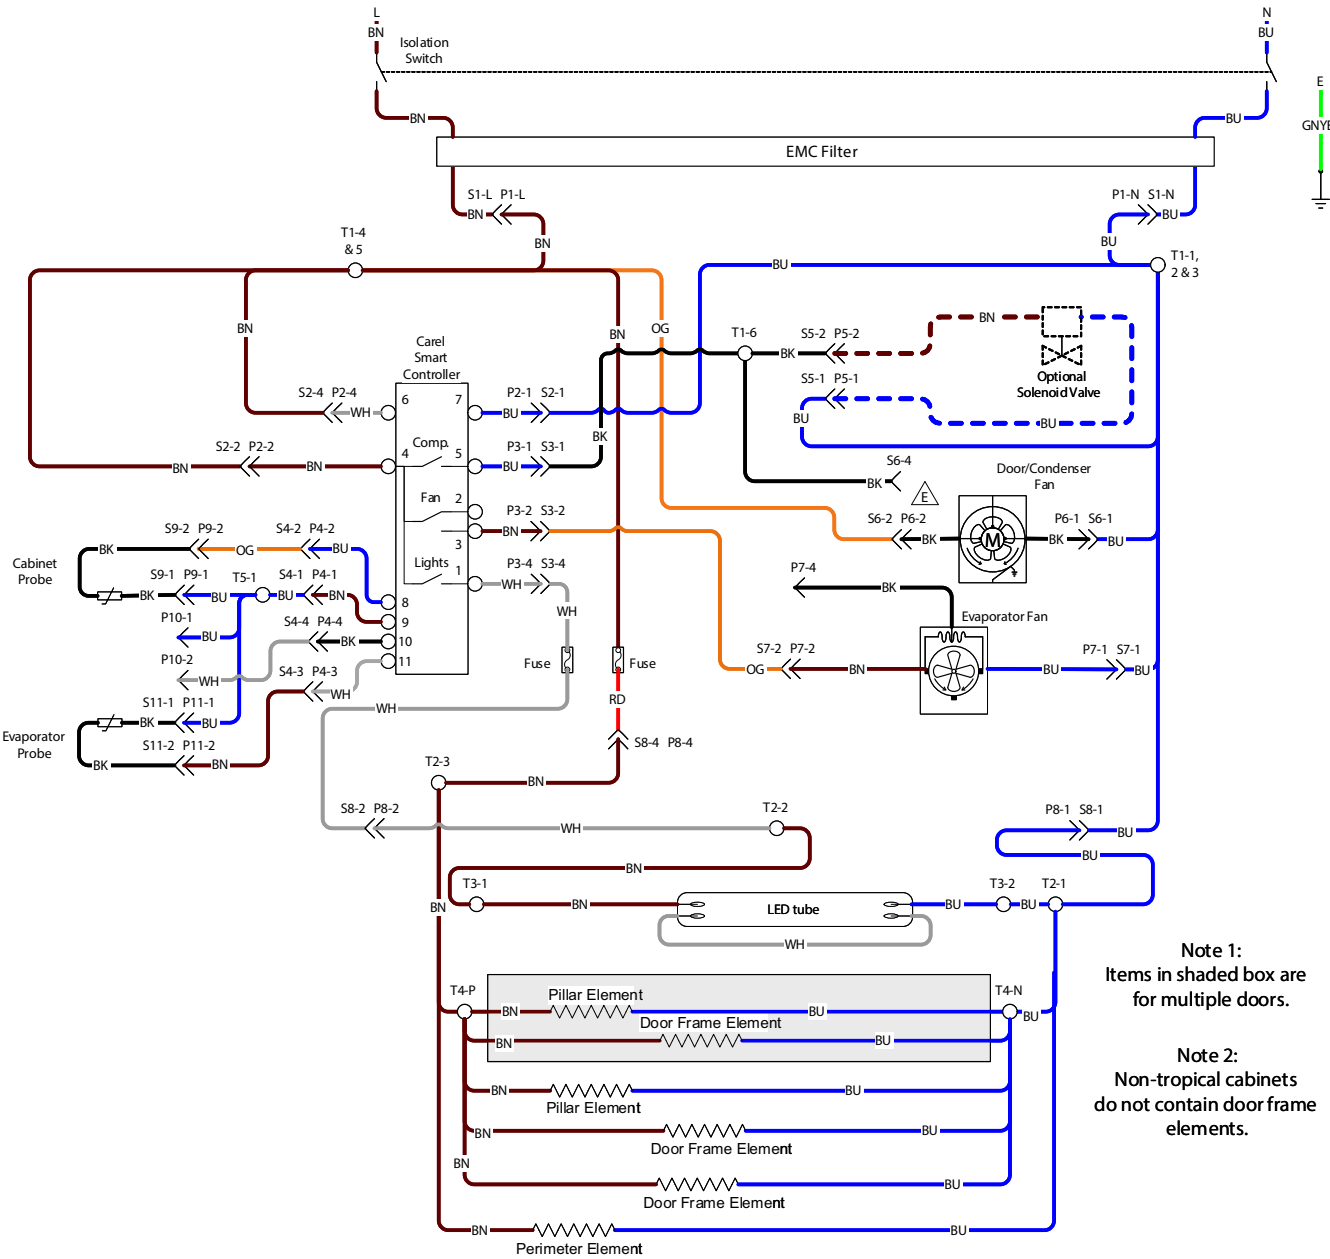 L
N
BN
BU
Isolation
Switch
E
BN
BU
GNYE
EMC Filter
S1-L P1-L
P1-N S1-N
BN
BU
T1-4
& 5
BN
BU
T1-1,
2 & 3
BU
BN
OG
BN
T1-6
BK
S5-2 P5-2
BN
Carel
Smart
Controller
Optional
Solenoid Valve
S5-1 P5-1
S2-4 P2-4
WH
6
7
P2-1 S2-1
BU
BU
BU
S2-2 P2-2
BN
BN
4
Comp.
5
P3-1 S3-1
BU
BK
S6-4
BK
E
Door/Condenser
Fan
Fan
2
P3-2 S3-2
BN
3
S6-2 P6-2
BK
M
P6-1 S6-1
BK
BU
S9-2 P9-2
S4-2 P4-2
BK
OG
BU
Cabinet
Probe
S9-1 P9-1
T5-1
S4-1 P4-1
BK
BU
BU
BN
Lights
1
P3-4 S3-4
WH
WH
P7-4
BK
8
9
10
11
P10-1
BU
S4-4 P4-4
BK
Evaporator Fan
P10-2
WH
S4-3 P4-3
WH
Fuse
Fuse
S7-2 P7-2
OG
BN
BU
P7-1 S7-1
BU
S11-1 P11-1
BK
BU
WH
RD
Evaporator
Probe
S11-2 P11-2
BK
BN
S8-4 P8-4
T2-3
BN
S8-2 P8-2
WH
T2-2
P8-1 S8-1
BU
BU
BN
T3-1
BN
LED tube
BU
T3-2
BU
T2-1
BN
WH
Note 1:
Items in shaded box are
for multiple doors.
T4-P
BN
Pillar Element
BU
T4-N
BU
Door Frame Element
BN
BU
Note 2:
Non-tropical cabinets
do not contain door frame
elements.
BN
BU
Pillar Element
BN
BU
Door Frame Element
BN
BU
Door Frame Element
BN
BU
Perimeter Element